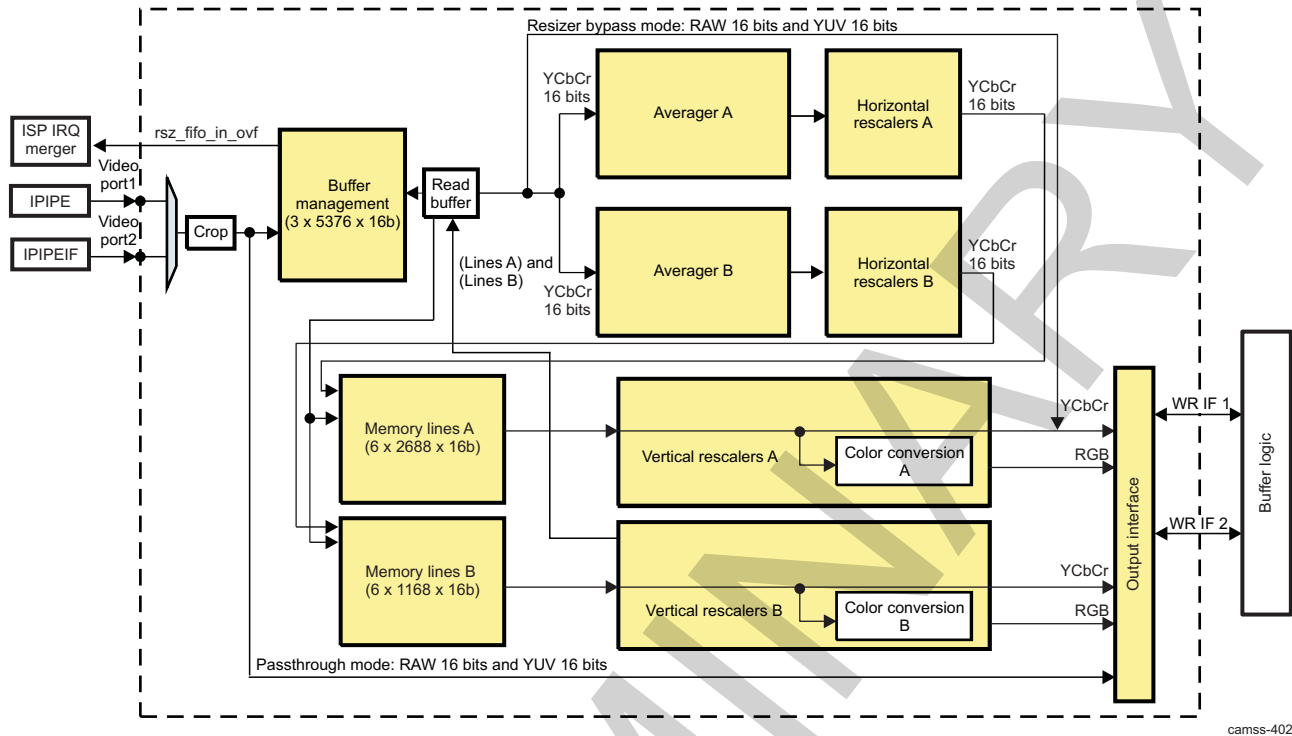 Resizer bypass mode: RAW 16 bits and YUV 16 bits
ISP IRQ
merger
rsz_fifo_in_ovf
Video
port1
IPIPE
Video
port2
IPIPEIF
Crop
Buffer
management
(3 x 5376 x 16b)
Read
buffer
YCbCr
16 bits
Averager A
Horizontal
rescalers A
YCbCr
16 bits
(Lines A) and
(Lines B)
YCbCr
16 bits
Averager B
Horizontal
rescalers B
YCbCr
16 bits
Memory lines A
(6 x 2688 x 16b)
Vertical rescalers A
Color conversion
A
YCbCr
RGB
Memory lines B
(6 x 1168 x 16b)
Vertical rescalers B
Color conversion
B
YCbCr
RGB
Output interface
WR IF 1
WR IF 2
Buffer logic
Passthrough mode: RAW 16 bits and YUV 16 bits
camss-402